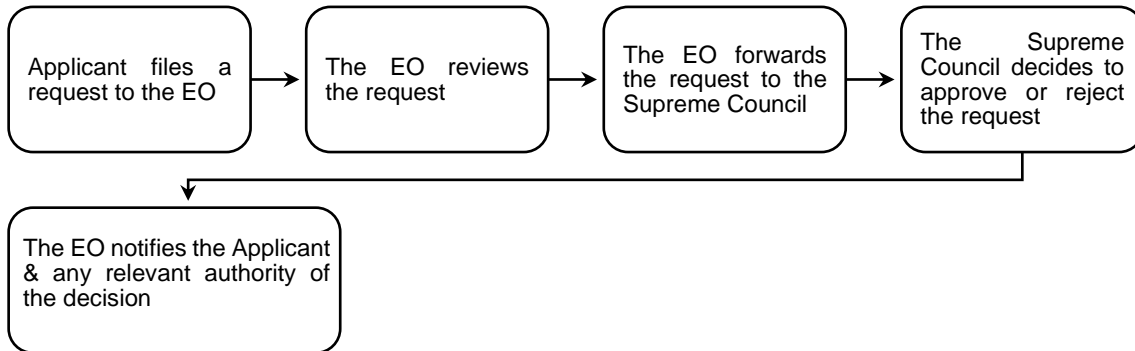 Applicant files a
request to the EO
The EO reviews
the request
The EO forwards
the request to the
Supreme Council
The Supreme
Council decides to
approve or reject
the request
The EO notifies the Applicant
& any relevant authority of
the decision